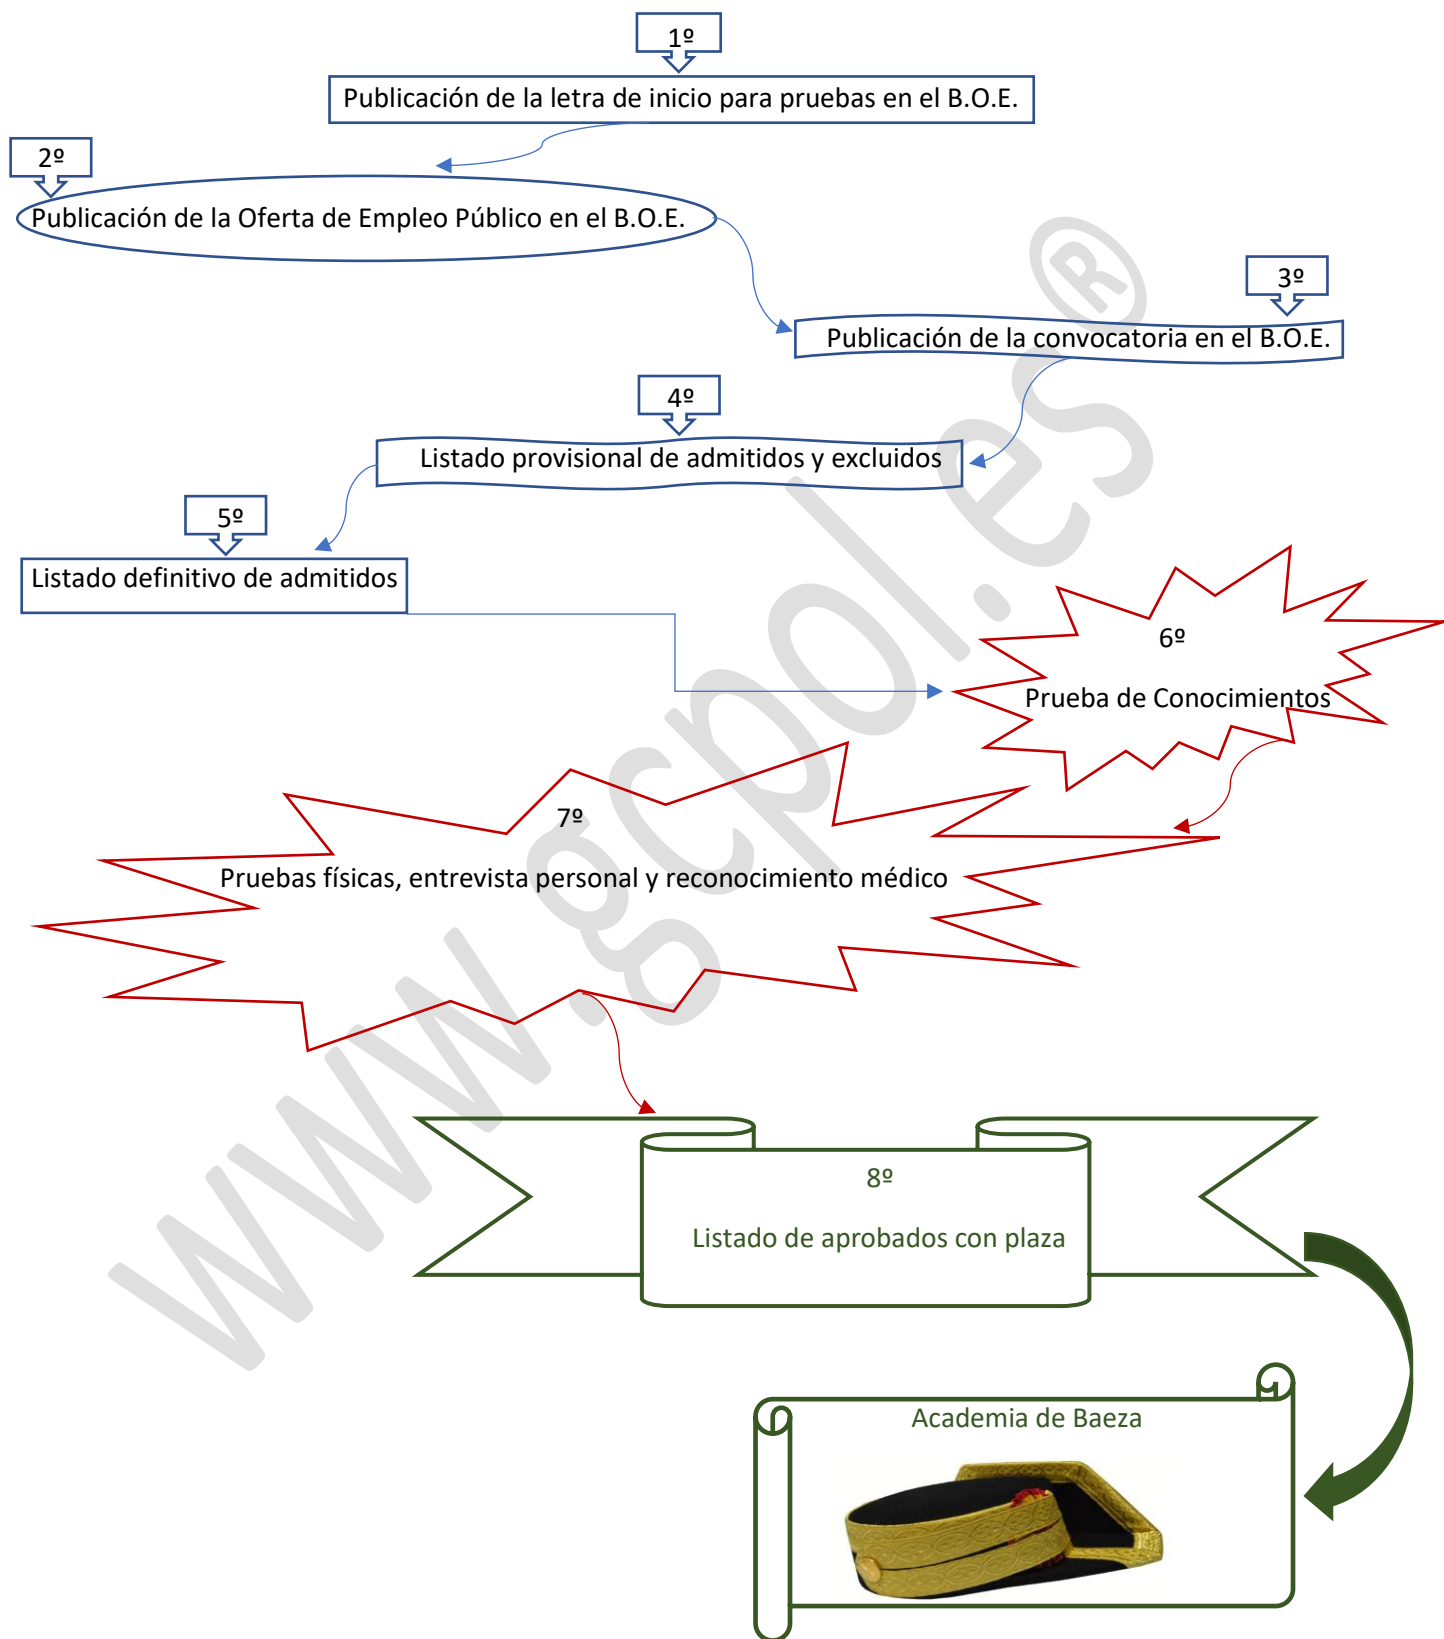 1º
Publicación de la letra de inicio para pruebas en el B.O.E.
2º
Publicación de la Oferta de Empleo Público en el B.O.E.
3º
Publicación de la convocatoria en el B.O.E.
4º
Listado provisional de admitidos y excluidos
5º
Listado definitivo de admitidos
6º
Prueba de Conocimientos
7º
Pruebas físicas, entrevista personal y reconocimiento médico
8º
Listado de aprobados con plaza
Academia de Baeza
www.gcpol.es®